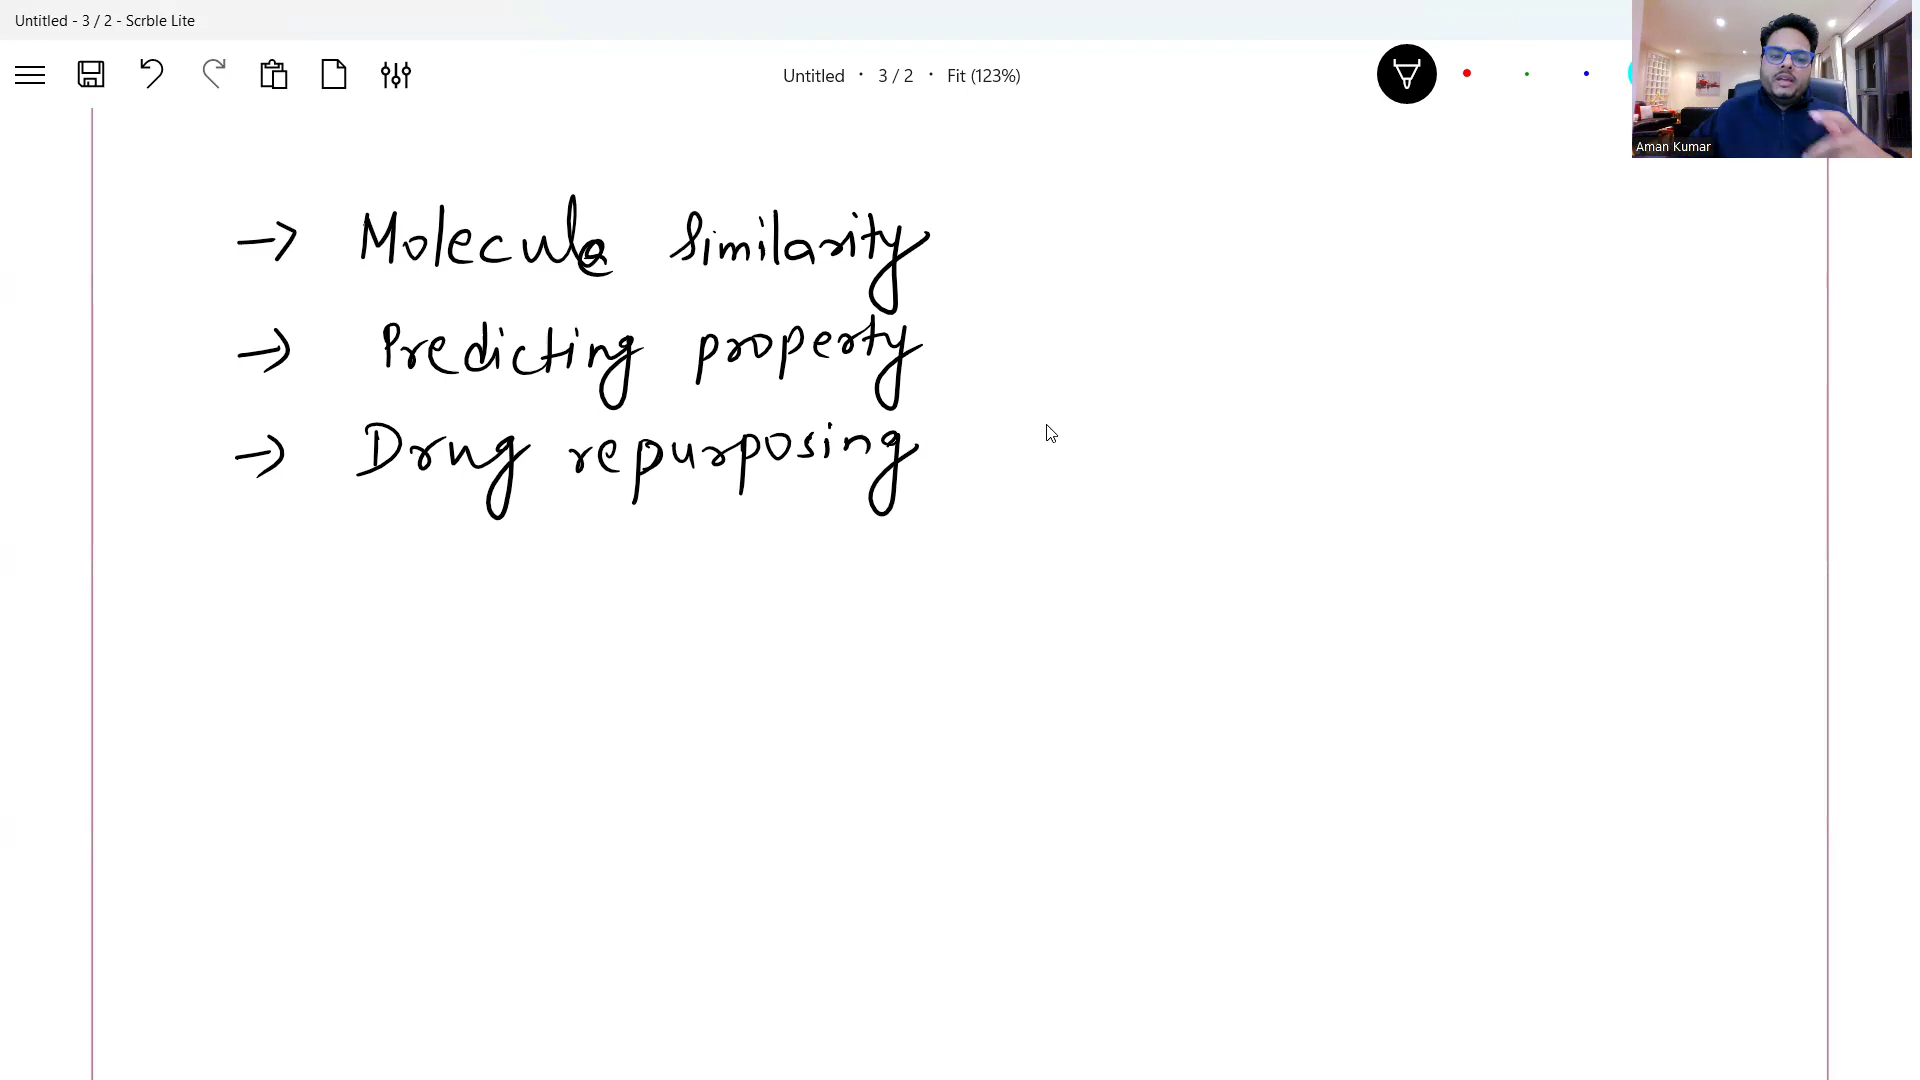 Untitled - 3 / 2 - Scrble Lite
Untitled · 3 / 2 · Fit (123%)
Aman Kumar
→ Molecule Similarity
→ Predicting property
→ Drug repurposing